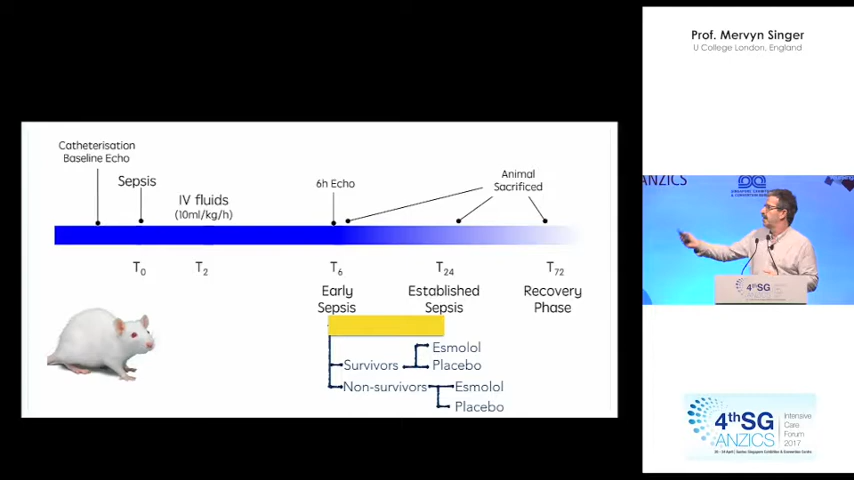 Prof. Mervyn Singer
U College London, England
Catheterisation
Baseline Echo
Sepsis
IV fluids
(10ml/kg/h)
6h Echo
Animal
Sacrificed
T0
T2
T6
T24
T72
Early
Sepsis
Established
Sepsis
Recovery
Phase
Survivors
Esmolol
Placebo
Non-survivors
Esmolol
Placebo
ANZICS
4thSG
4thSG
ANZICS
Intensive
Care
Forum
2017